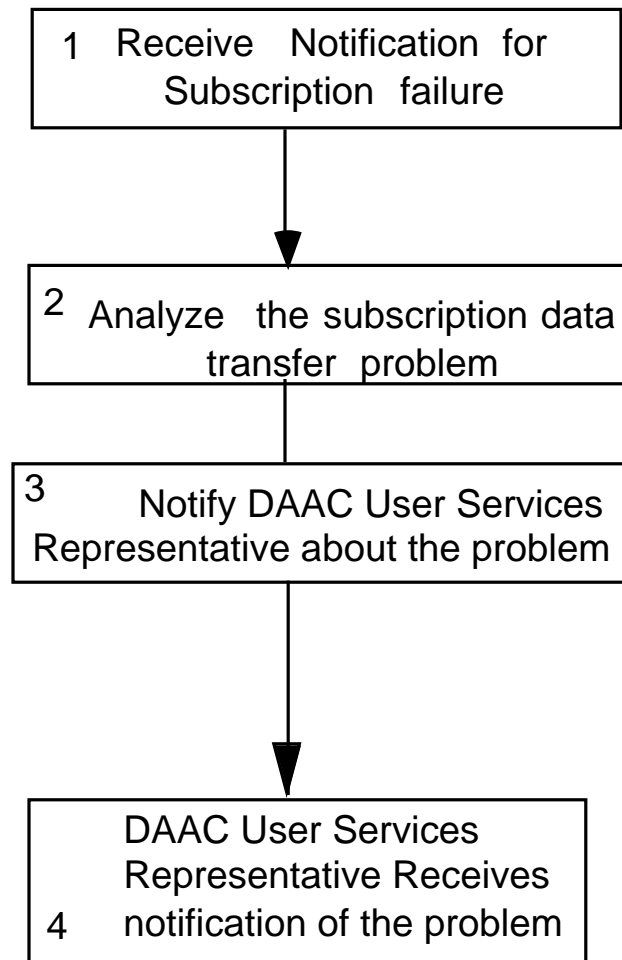 1 Receive Notification for
Subscription failure
2 Analyze the subscription data
transfer problem
3 Notify DAAC User Services
Representative about the problem
DAAC User Services
Representative Receives
4 notification of the problem